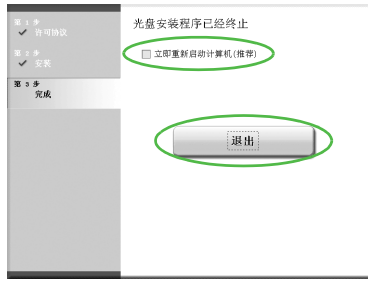 第 1 步
许可协议
第 2 步
安装
第 3 步
完成
光盘安装程序已经终止
立即重新启动计算机(推荐)
退出